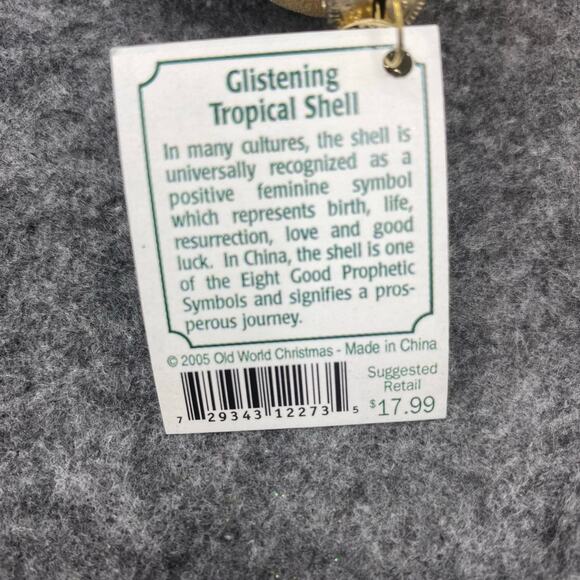 Glistening
Tropical Shell
In many cultures, the shell is
universally recognized as a
positive feminine symbol
which represents birth, life,
resurrection, love and good
luck. In China, the shell is one
of the Eight Good Prophetic
Symbols and signifies a pros-
perous journey.
© 2005 Old World Christmas - Made in China
7 29343 12273 5
Suggested
Retail
$17.99